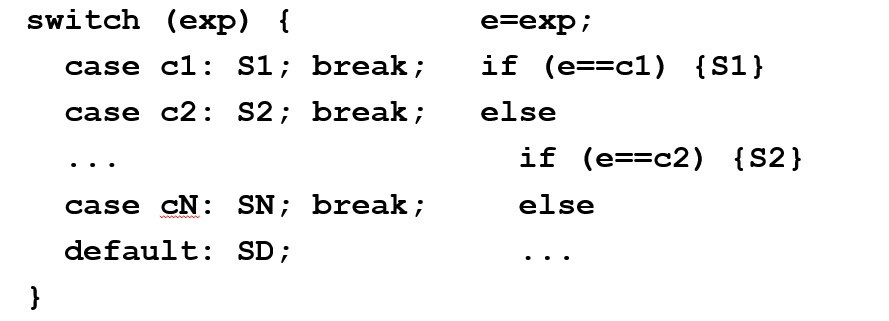 switch (exp) {
case c1: S1; break;
case c2: S2; break;
...
case cN: SN; break;
default: SD;
}
e=exp;
if (e==c1) {S1}
else
if (e==c2) {S2}
else
...